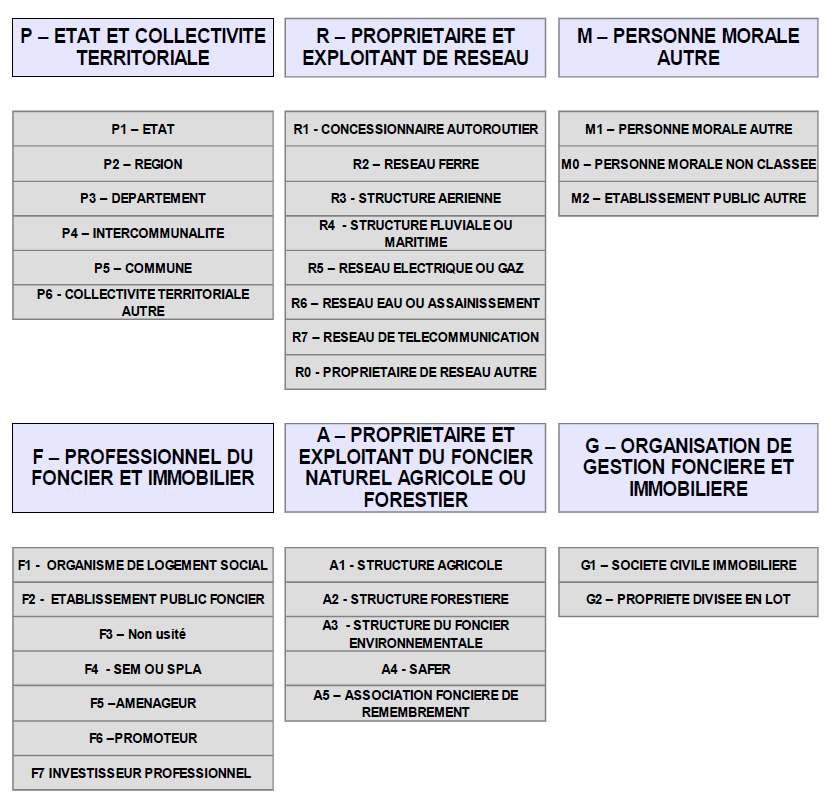 P – ETAT ET COLLECTIVITE
TERRITORIALE
P1 – ETAT
P2 – REGION
P3 – DEPARTEMENT
P4 – INTERCOMMUNALITE
P5 – COMMUNE
P6 - COLLECTIVITE TERRITORIALE
AUTRE
R – PROPRIETAIRE ET
EXPLOITANT DE RESEAU
R1 - CONCESSIONNAIRE AUTOROUTIER
R2 – RESEAU FERRE
R3 - STRUCTURE AERIENNE
R4 - STRUCTURE FLUVIALE OU
MARITIME
R5 – RESEAU ELECTRIQUE OU GAZ
R6 – RESEAU EAU OU ASSAINISSEMENT
R7 – RESEAU DE TELECOMMUNICATION
R0 - PROPRIETAIRE DE RESEAU AUTRE
M – PERSONNE MORALE
AUTRE
M1 – PERSONNE MORALE AUTRE
M0 – PERSONNE MORALE NON CLASSEE
M2 – ETABLISSEMENT PUBLIC AUTRE
F – PROFESSIONNEL DU
FONCIER ET IMMOBILIER
F1 - ORGANISME DE LOGEMENT SOCIAL
F2 - ETABLISSEMENT PUBLIC FONCIER
F3 – Non usité
F4 - SEM OU SPLA
F5 –AMENAGEUR
F6 –PROMOTEUR
F7 INVESTISSEUR PROFESSIONNEL
A – PROPRIETAIRE ET
EXPLOITANT DU FONCIER
NATUREL AGRICOLE OU
FORESTIER
A1 - STRUCTURE AGRICOLE
A2 - STRUCTURE FORESTIERE
A3 - STRUCTURE DU FONCIER
ENVIRONNEMENTALE
A4 - SAFER
A5 – ASSOCIATION FONCIERE DE
REMEMBREMENT
G – ORGANISATION DE
GESTION FONCIERE ET
IMMOBILIERE
G1 – SOCIETE CIVILE IMMOBILIERE
G2 – PROPRIETE DIVISEE EN LOT